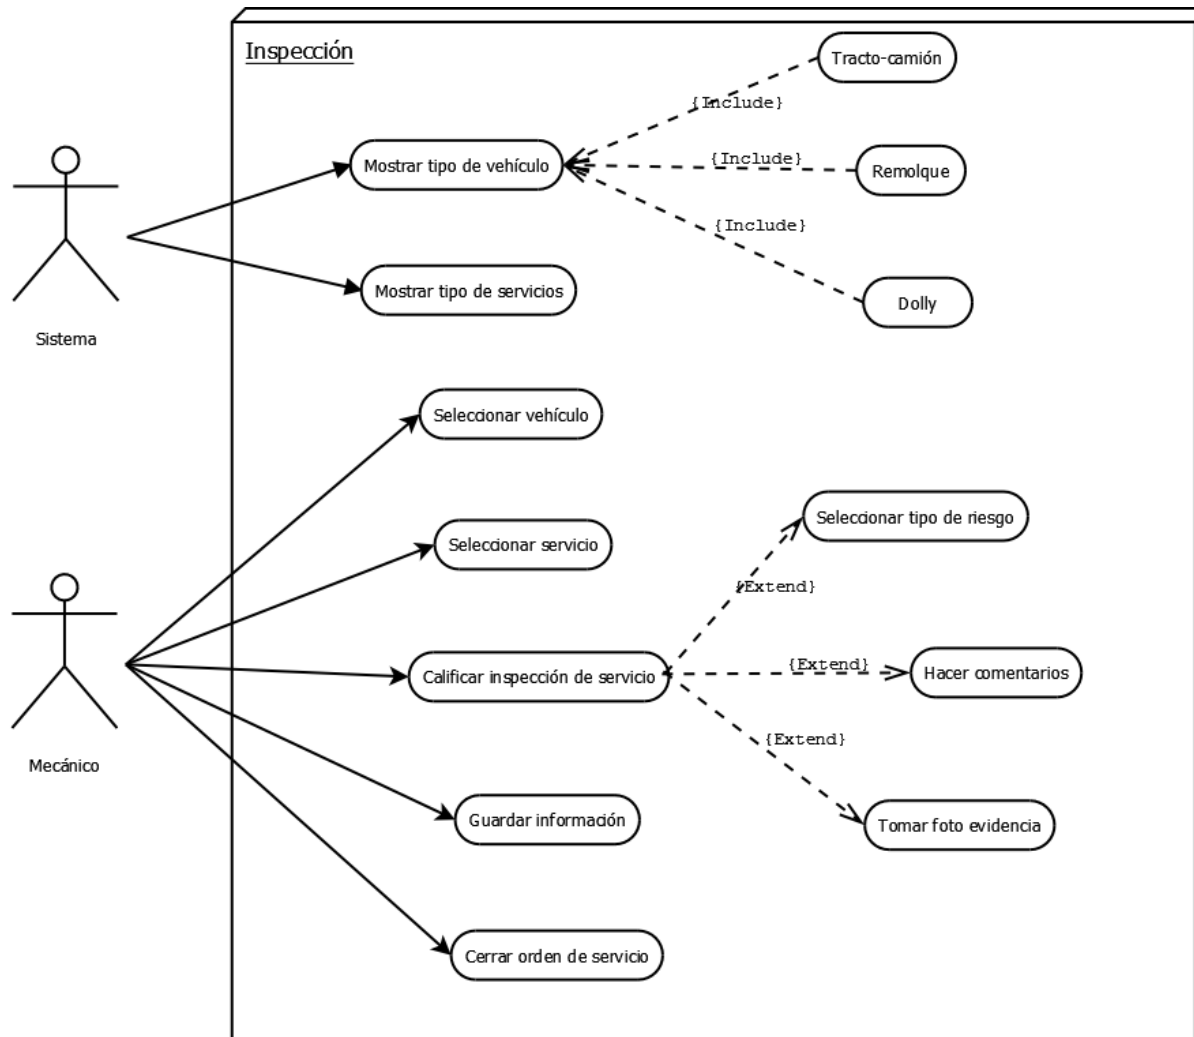 Inspección
Tracto-camión
{Include}
Mostrar tipo de vehículo
{Include}
Remolque
{Include}
Mostrar tipo de servicios
Dolly
Sistema
Seleccionar vehículo
Seleccionar tipo de riesgo
Seleccionar servicio
{Extend}
Calificar inspección de servicio
{Extend}
Hacer comentarios
{Extend}
Mecánico
Guardar información
Tomar foto evidencia
Cerrar orden de servicio